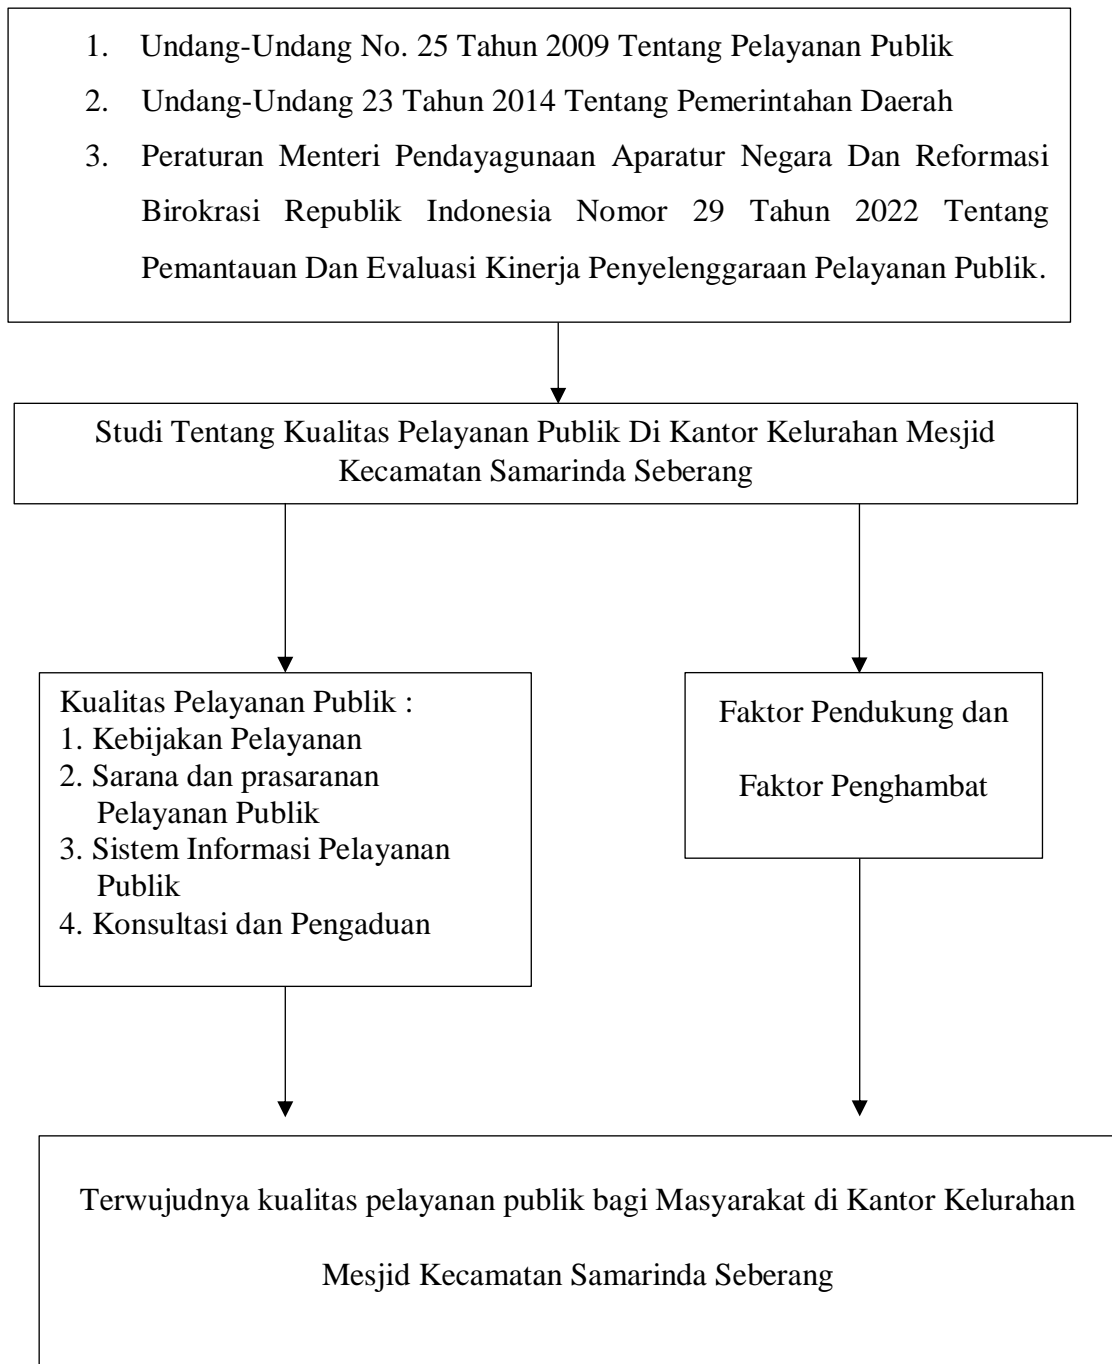 1. Undang-Undang No. 25 Tahun 2009 Tentang Pelayanan Publik
2. Undang-Undang 23 Tahun 2014 Tentang Pemerintahan Daerah
3. Peraturan Menteri Pendayagunaan Aparatur Negara Dan Reformasi
Birokrasi Republik Indonesia Nomor 29 Tahun 2022 Tentang
Pemantauan Dan Evaluasi Kinerja Penyelenggaraan Pelayanan Publik.
Studi Tentang Kualitas Pelayanan Publik Di Kantor Kelurahan Mesjid
Kecamatan Samarinda Seberang
Kualitas Pelayanan Publik :
1. Kebijakan Pelayanan
2. Sarana dan prasaranan
Pelayanan Publik
3. Sistem Informasi Pelayanan
Publik
4. Konsultasi dan Pengaduan
Faktor Pendukung dan
Faktor Penghambat
Terwujudnya kualitas pelayanan publik bagi Masyarakat di Kantor Kelurahan
Mesjid Kecamatan Samarinda Seberang